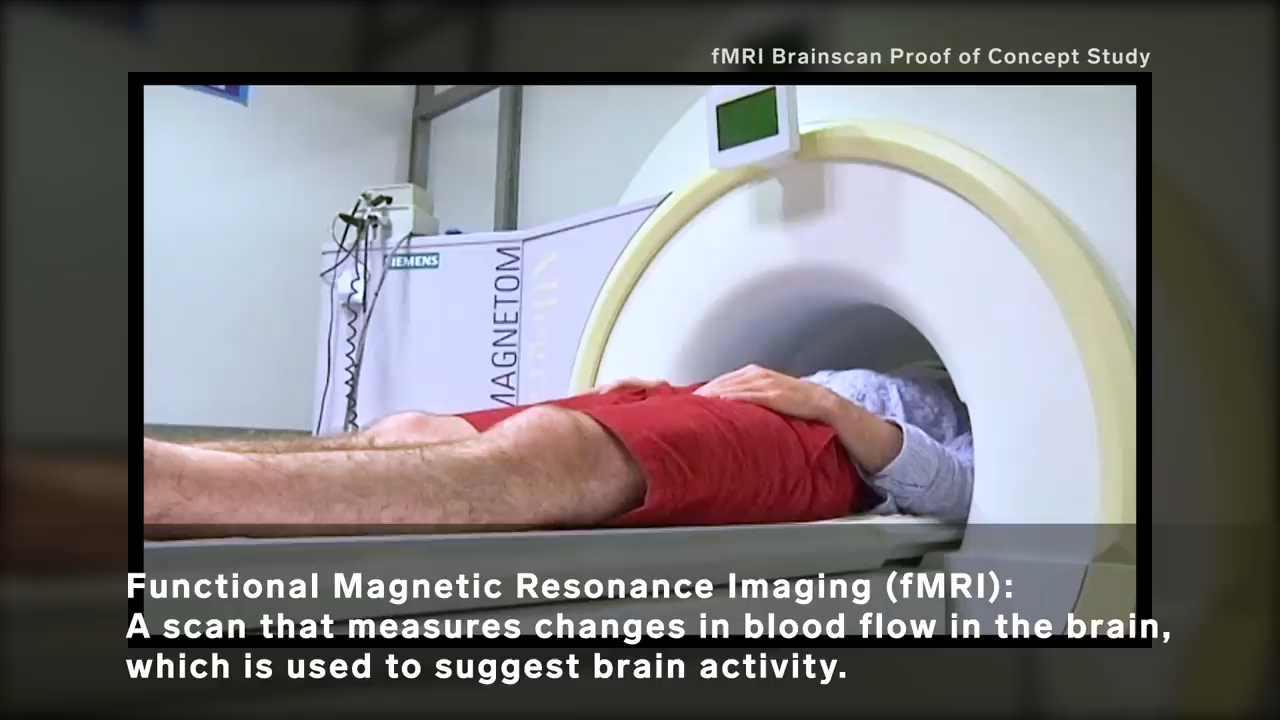 fMRI Brainscan Proof of Concept Study
SIEMENS
MAGNETOM
Functional Magnetic Resonance Imaging (fMRI):
A scan that measures changes in blood flow in the brain,
which is used to suggest brain activity.